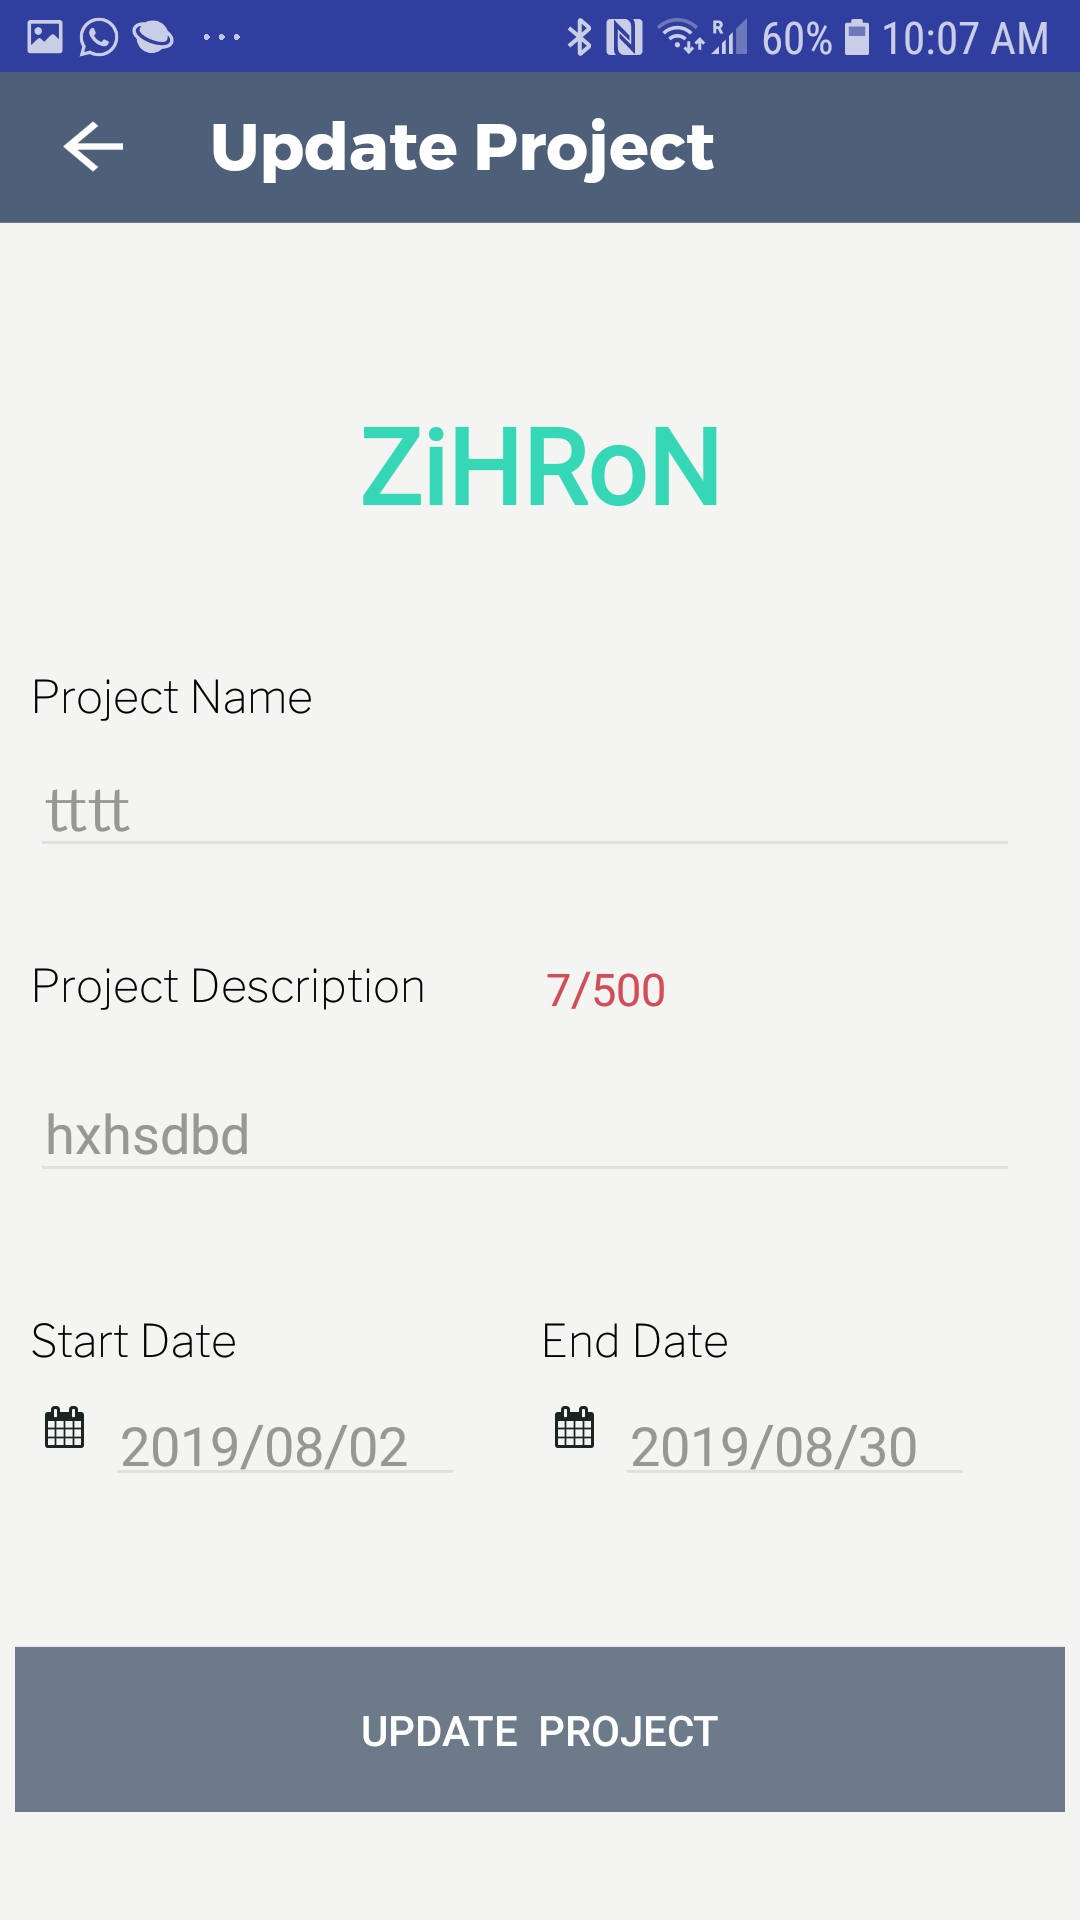 60% 10:07 AM
Update Project
ZiHRoN
Project Name
tttt
Project Description 7/500
hxhsdbd
Start Date End Date
2019/08/02 2019/08/30
UPDATE PROJECT